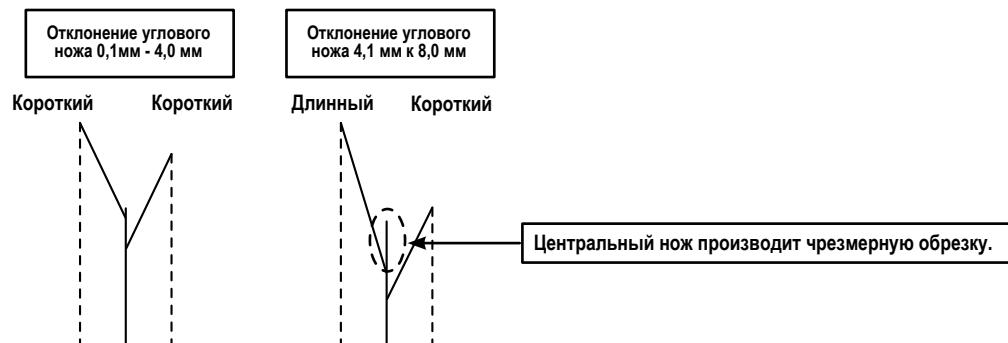 Отклонение углового
ножа 0,1мм - 4,0 мм
Отклонение углового
ножа 4,1 мм к 8,0 мм
Короткий
Короткий
Длинный
Короткий
Центральный нож производит чрезмерную обрезку.